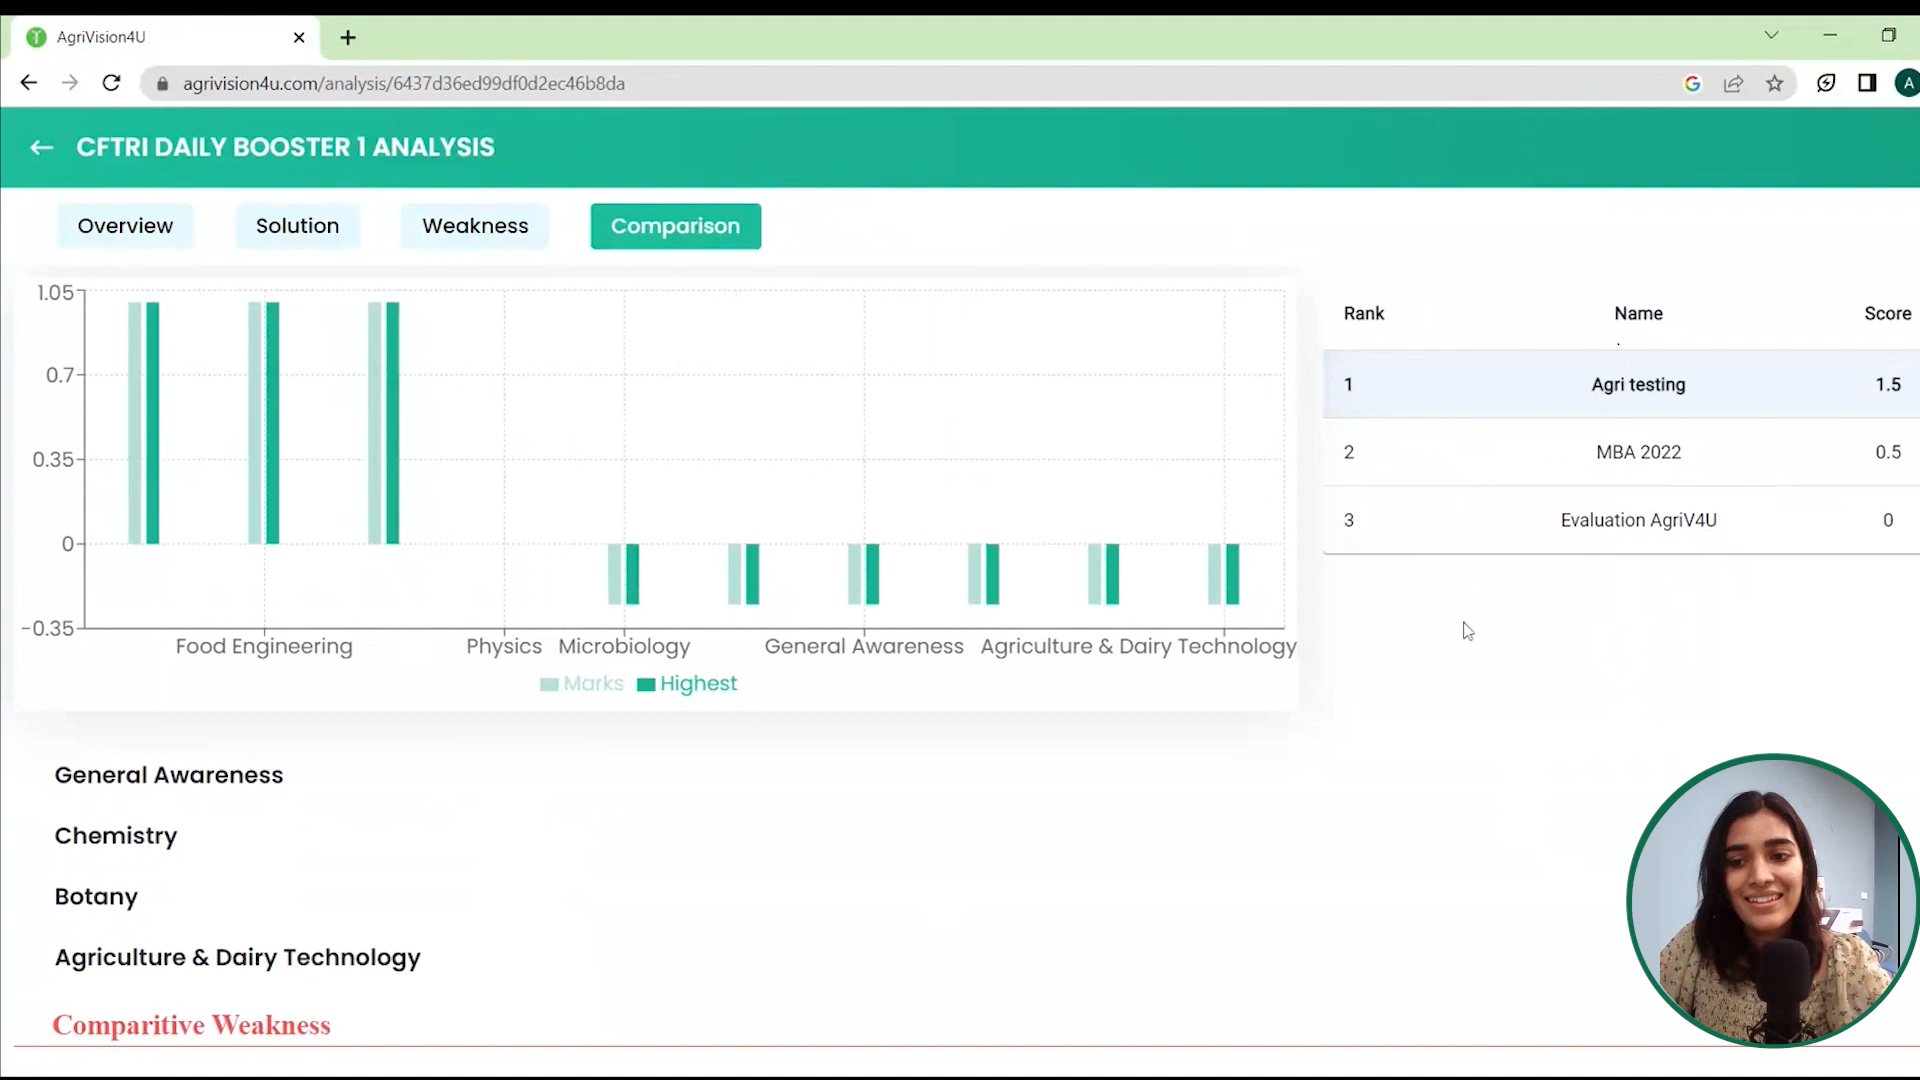 AgriVision4U
agrivision4u.com/analysis/6437d36ed99df0d2ec46b8da
A
CFTRI DAILY BOOSTER 1 ANALYSIS
Overview
Solution
Weakness
Comparison
1.05
0.7
0.35
0
-0.35
Food Engineering
Physics
Microbiology
General Awareness
Agriculture & Dairy Technology
Marks
Highest
Rank Name Score
1 Agri testing 1.5
2 MBA 2022 0.5
3 Evaluation AgriV4U 0
General Awareness
Chemistry
Botany
Agriculture & Dairy Technology
Comparitive Weakness